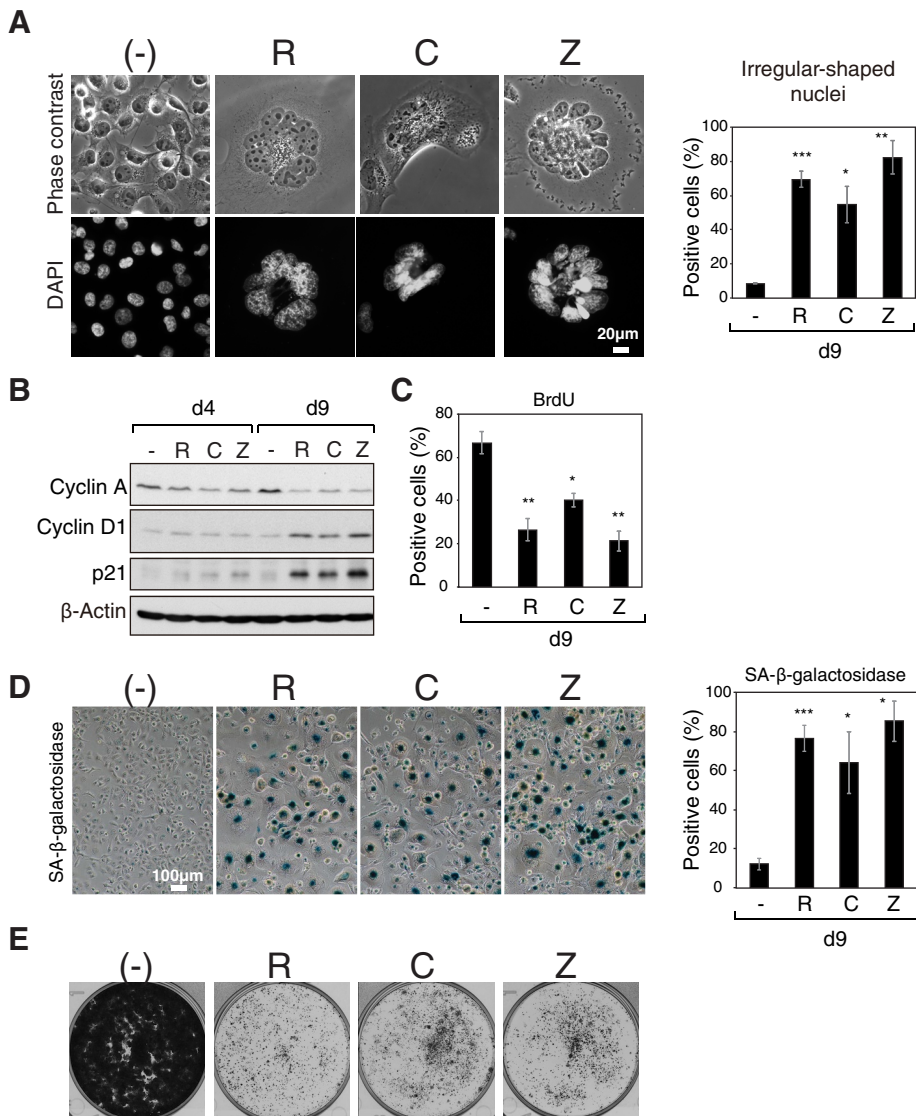 A
(-) R C Z
Phase contrast
DAPI
20µm
Irregular-shaped
nuclei
Positive cells (%)
100
80
60
40
20
0
*** * **
- R C Z
d9
B
d4 d9
- R C Z - R C Z
Cyclin A
Cyclin D1
p21
β-Actin
C
BrdU
Positive cells (%)
80
60
40
20
0
** * **
- R C Z
d9
D
(-) R C Z
SA-β-galactosidase
100µm
SA-β-galactosidase
Positive cells (%)
100
80
60
40
20
0
*** * *
- R C Z
d9
E
(-) R C Z